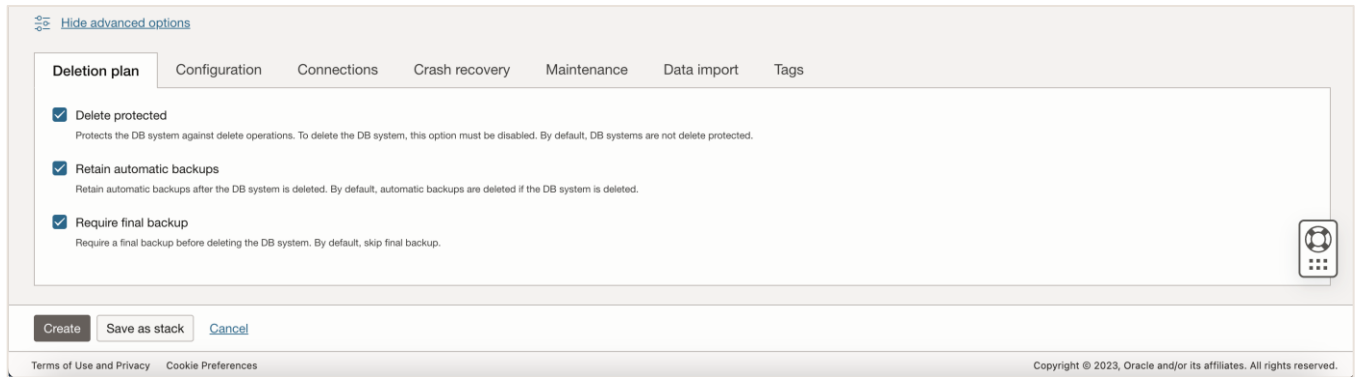 Hide advanced options
Deletion plan Configuration Connections Crash recovery Maintenance Data import Tags
Delete protected
Protects the DB system against delete operations. To delete the DB system, this option must be disabled. By default, DB systems are not delete protected.
Retain automatic backups
Retain automatic backups after the DB system is deleted. By default, automatic backups are deleted if the DB system is deleted.
Require final backup
Require a final backup before deleting the DB system. By default, skip final backup.
Create Save as stack Cancel
Terms of Use and Privacy Cookie Preferences Copyright © 2023, Oracle and/or its affiliates. All rights reserved.